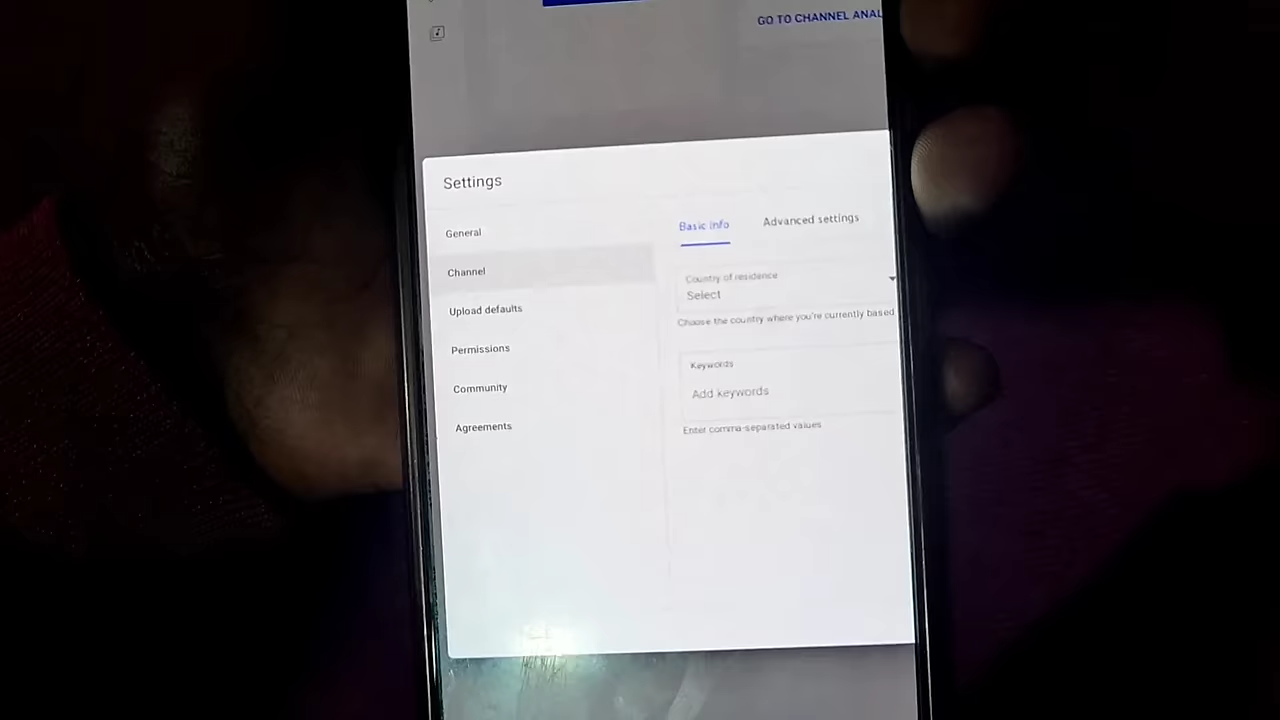 GO TO CHANNEL ANAL
Settings
General
Channel
Upload defaults
Permissions
Community
Agreements
Basic info
Advanced settings
Country of residence
Select
Choose the country where you're currently based
Keywords
Add keywords
Enter comma-separated values